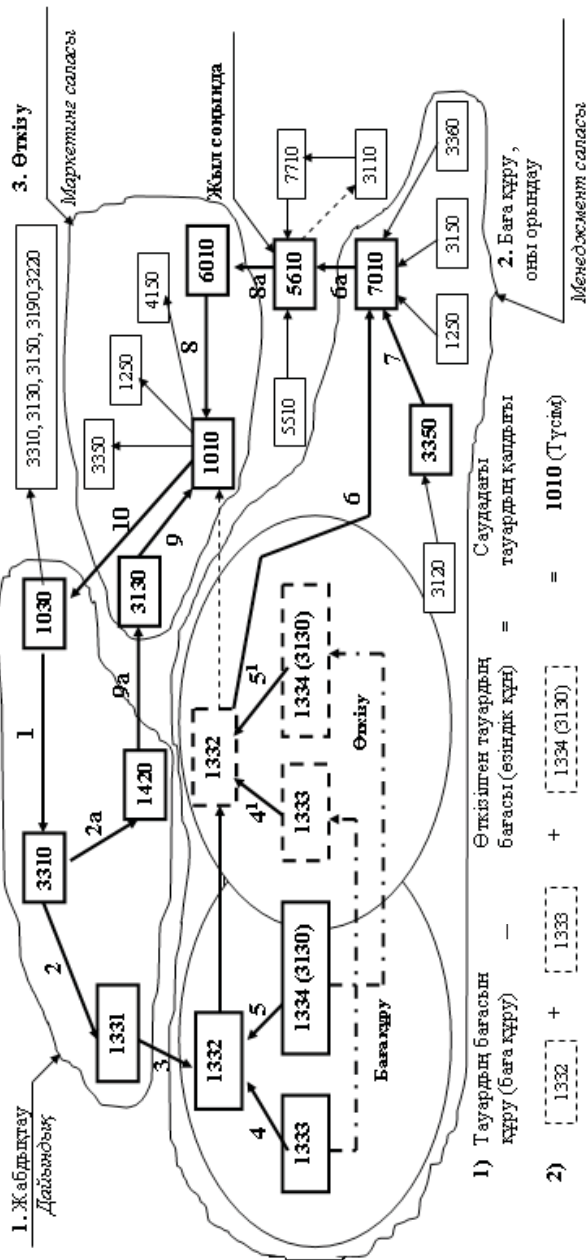 1. Жабдықтау
Дайындық
3. Өткізу
Маркетинг сапасы
3310, 3130, 3150, 3190,3220
3310
1
1030
2
2а
10
1331
1420
9а
3130
9
3350
1250
4150
1010
8
6010
Жыл соңында
8а
3
1332
1332
5510
5610
7710
3110
4
5
4¹
5¹
6
6а
1333
1334 (3130)
1333
1334 (3130)
7010
Баға құру
Өткізу
7
3350
3120
1250
3150
3360
2. Баға құру ,
оны орындау
Менеджмент сапасы
1) Тауардың бағасын
құру (баға құру)
—
Өткізілген тауардың
бағасы (өзіндік құн)
=
Саудадағы
тауардың қалдығы
2) 1332 + 1333 + 1334 (3130) = 1010 (Түсім)